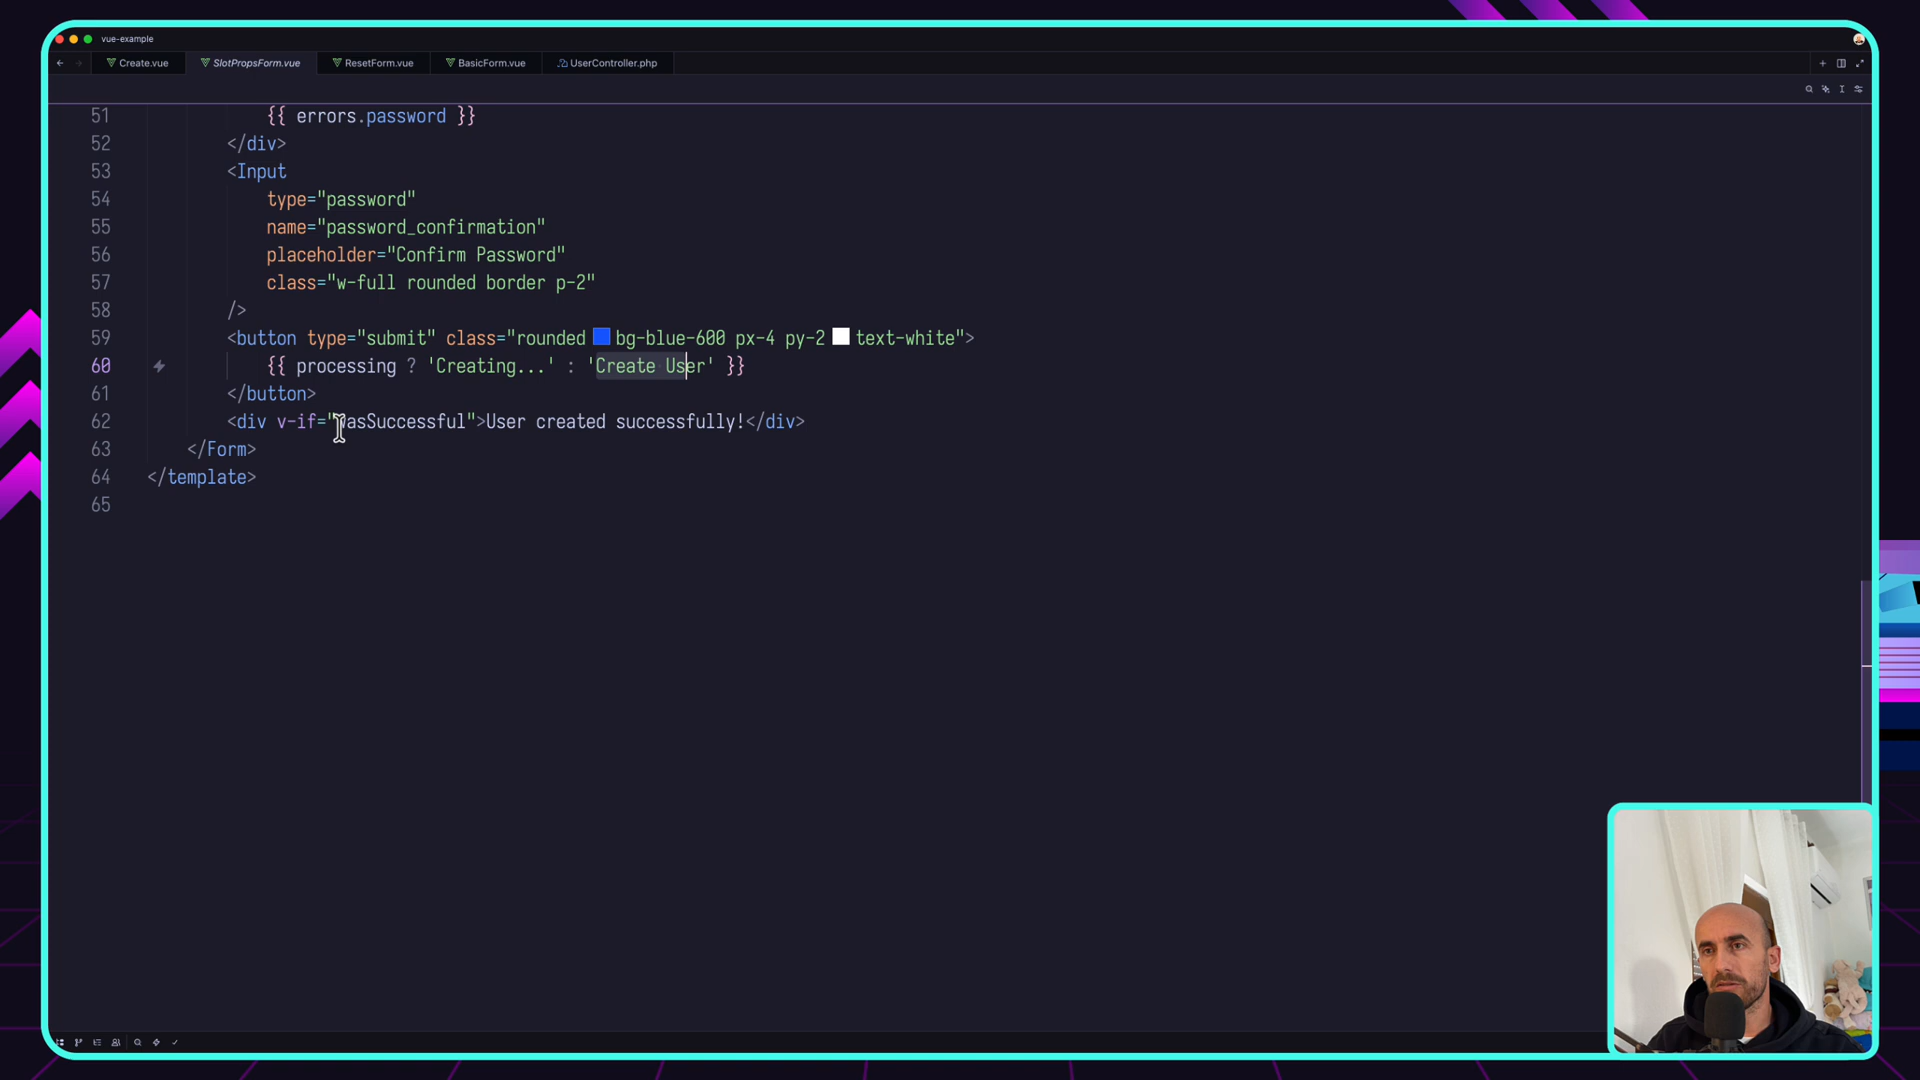 vue-example
Create.vue SlotPropsForm.vue ResetForm.vue BasicForm.vue UserController.php
51 {{ errors.password }}
52 </div>
53 <Input
54 type="password"
55 name="password_confirmation"
56 placeholder="Confirm Password"
57 class="w-full rounded border p-2"
58 />
59 <button type="submit" class="rounded bg-blue-600 px-4 py-2 text-white">
60 {{ processing ? 'Creating...' : 'Create User' }}
61 </button>
62 <div v-if="wasSuccessful">User created successfully!</div>
63 </Form>
64 </template>
65